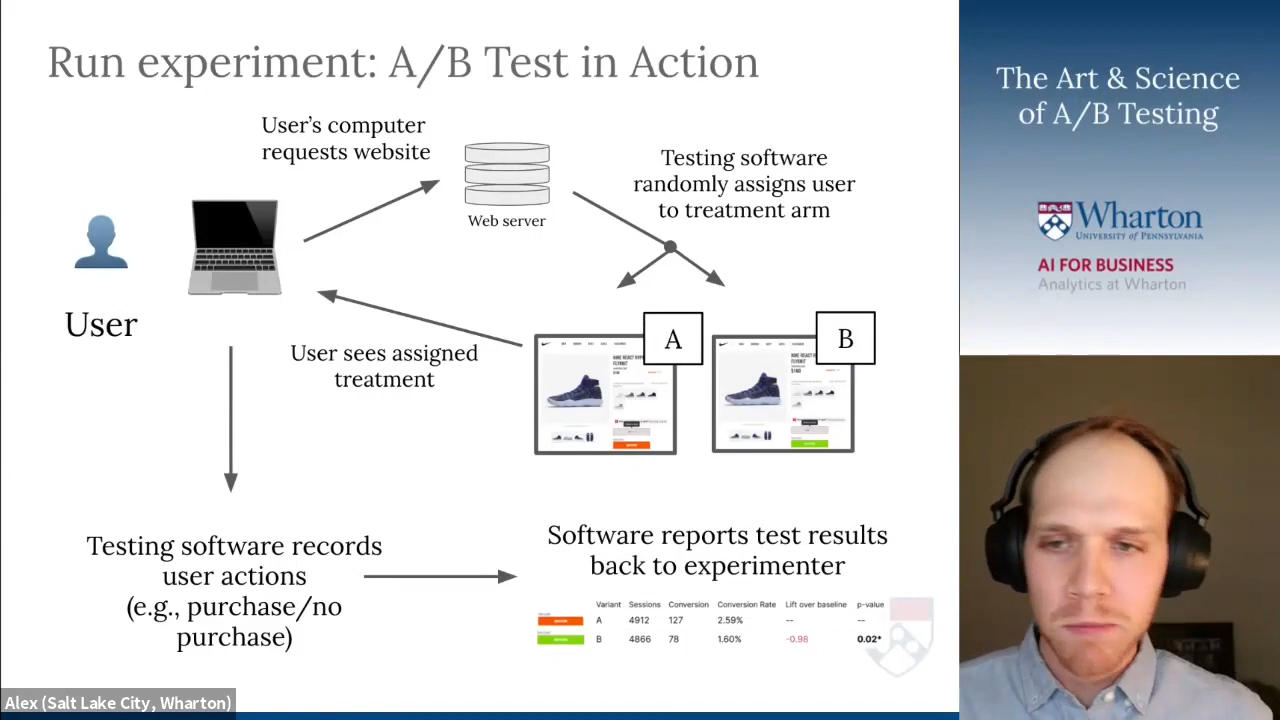 Run experiment: A/B Test in Action
User's computer
requests website
Web server
Testing software
randomly assigns user
to treatment arm
User
User sees assigned
treatment
A
B
Testing software records
user actions
(e.g., purchase/no
purchase)
Software reports test results
back to experimenter
Variant Sessions Conversion Conversion Rate Lift over baseline p-value
A 4912 127 2.59% -- --
B 4866 78 1.60% -0.98 0.02*
The Art & Science
of A/B Testing
Wharton
UNIVERSITY of PENNSYLVANIA
AI FOR BUSINESS
Analytics at Wharton
Alex (Salt Lake City, Wharton)